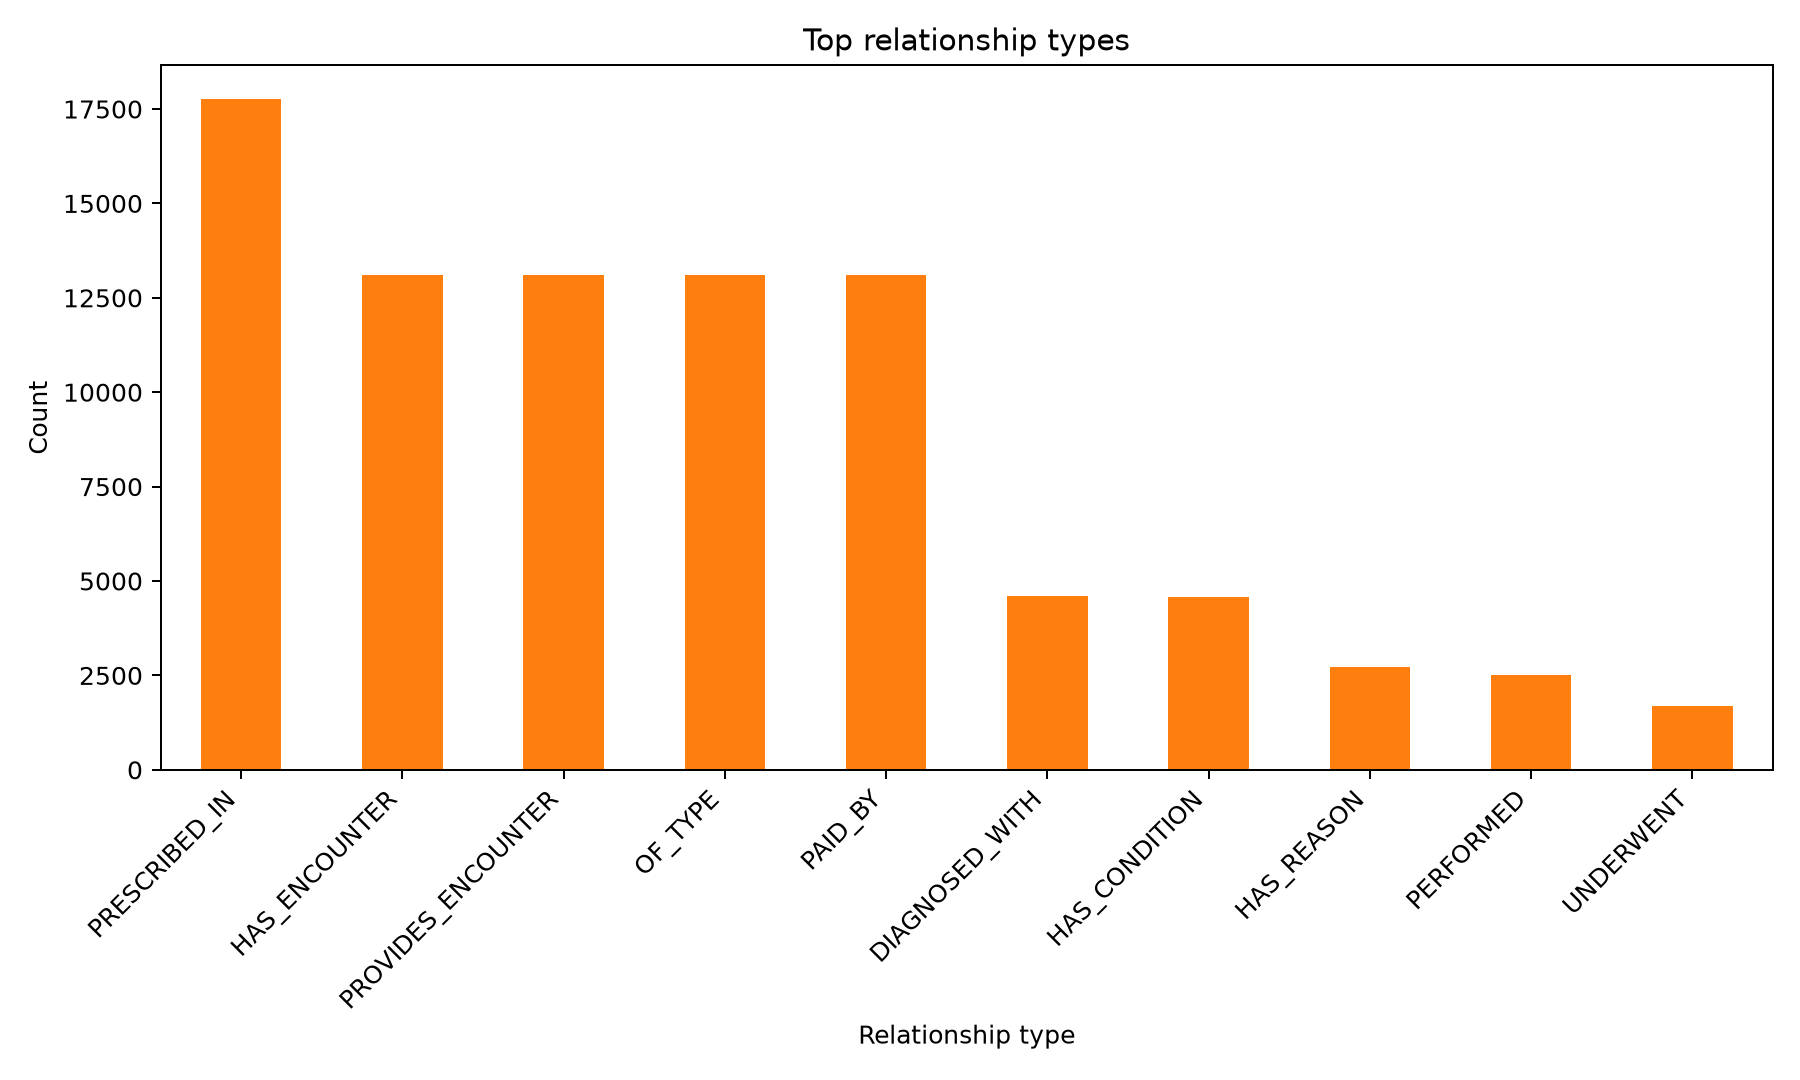 Top relationship types
17500
15000
12500
10000
7500
5000
2500
0
Count
PRESCRIBED_IN
HAS_ENCOUNTER
PROVIDES_ENCOUNTER
OF_TYPE
PAID_BY
DIAGNOSED_WITH
HAS_CONDITION
HAS_REASON
PERFORMED
UNDERWENT
Relationship type